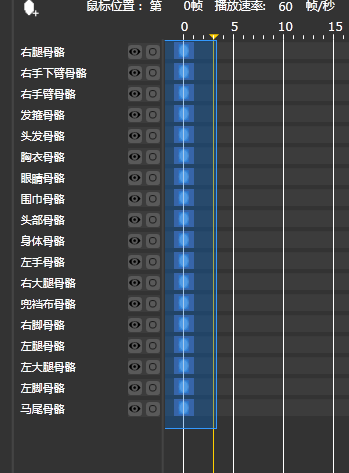 鼠标位置： 第 0帧 播放速率: 60 帧/秒
0 5 10 15
右腿骨骼
右手下臂骨骼
右手臂骨骼
发箍骨骼
头发骨骼
胸衣骨骼
眼睛骨骼
围巾骨骼
头部骨骼
身体骨骼
左手骨骼
右大腿骨骼
兜裆布骨骼
右脚骨骼
左腿骨骼
左大腿骨骼
左脚骨骼
马尾骨骼